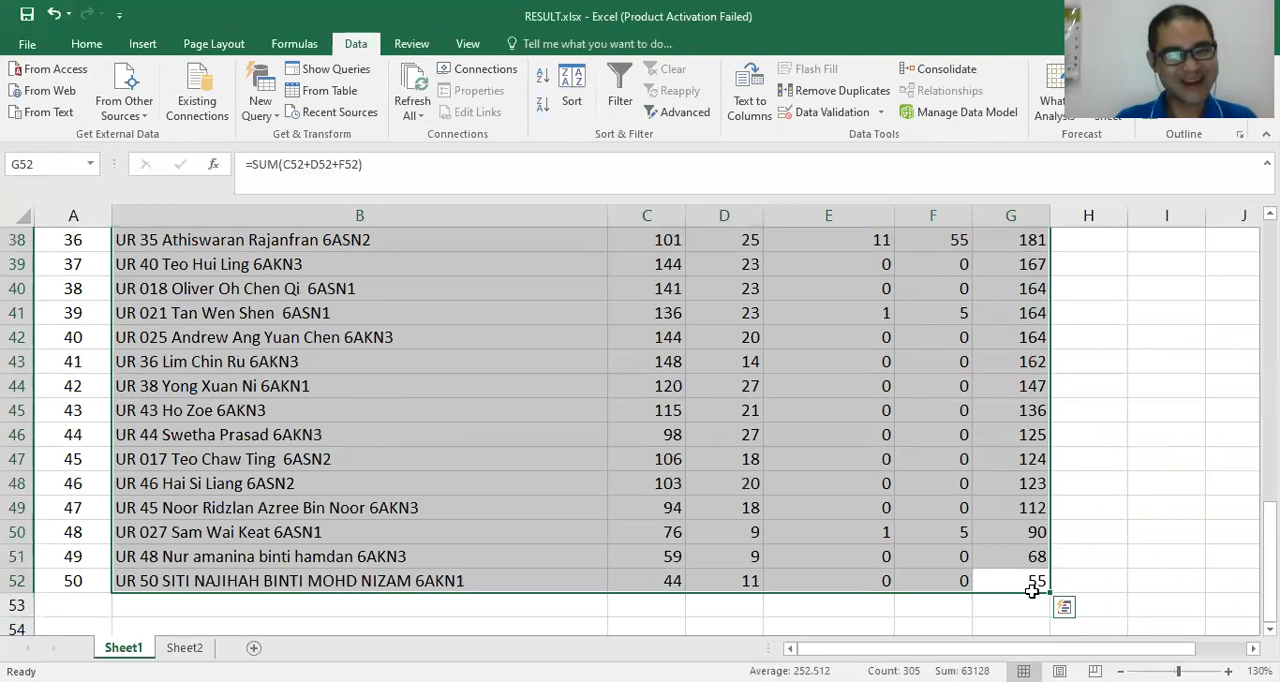 RESULT.xlsx - Excel (Product Activation Failed)
File Home Insert Page Layout Formulas Data Review View Tell me what you want to do...
From Access
From Web
From Text
From Other Sources
Existing Connections
Get External Data
New Query
Show Queries
From Table
Recent Sources
Get & Transform
Refresh All
Connections
Properties
Edit Links
Connections
Sort
Filter
Clear
Reapply
Advanced
Sort & Filter
Text to Columns
Flash Fill
Remove Duplicates
Data Validation
Consolidate
Relationships
Manage Data Model
Data Tools
Forecast
Outline
G52 fx =SUM(C52+D52+F52)
A B C D E F G H I J
38 36 UR 35 Athiswaran Rajanfran 6ASN2 101 25 11 55 181
39 37 UR 40 Teo Hui Ling 6AKN3 144 23 0 0 167
40 38 UR 018 Oliver Oh Chen Qi 6ASN1 141 23 0 0 164
41 39 UR 021 Tan Wen Shen 6ASN1 136 23 1 5 164
42 40 UR 025 Andrew Ang Yuan Chen 6AKN3 144 20 0 0 164
43 41 UR 36 Lim Chin Ru 6AKN3 148 14 0 0 162
44 42 UR 38 Yong Xuan Ni 6AKN1 120 27 0 0 147
45 43 UR 43 Ho Zoe 6AKN3 115 21 0 0 136
46 44 UR 44 Swetha Prasad 6AKN3 98 27 0 0 125
47 45 UR 017 Teo Chaw Ting 6ASN2 106 18 0 0 124
48 46 UR 46 Hai Si Liang 6ASN2 103 20 0 0 123
49 47 UR 45 Noor Ridzlan Azree Bin Noor 6AKN3 94 18 0 0 112
50 48 UR 027 Sam Wai Keat 6ASN1 76 9 1 5 90
51 49 UR 48 Nur amanina binti hamdan 6AKN3 59 9 0 0 68
52 50 UR 50 SITI NAJIHAH BINTI MOHD NIZAM 6AKN1 44 11 0 0 55
53
54
Sheet1 Sheet2
Ready Average: 252.512 Count: 305 Sum: 63128 130%